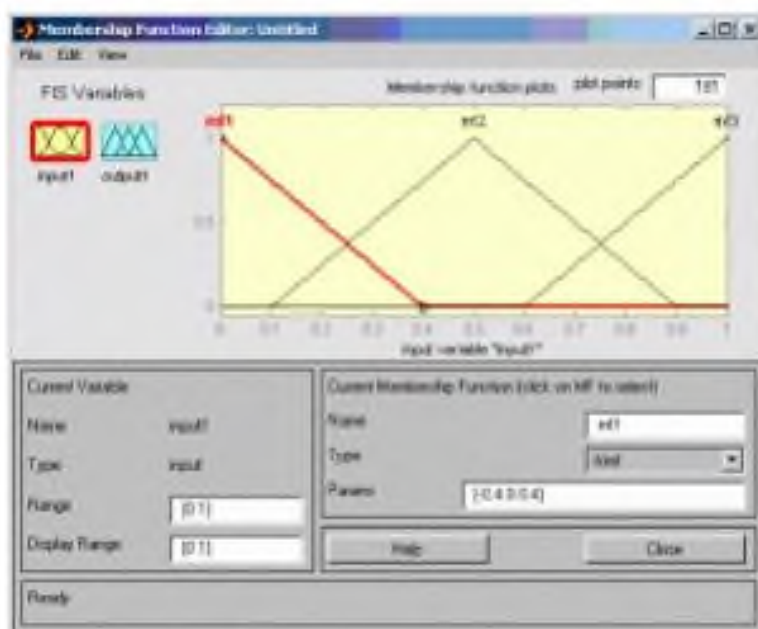 Membership Function Editor: Untitled
File Edit View
FIS Variables
Membership function plots plot points: 181
mf1 mf2 mf3
input1 output1
1
0.5
0
0 0.1 0.2 0.3 0.4 0.5 0.6 0.7 0.8 0.9 1
input variable "input1"
Current Variable
Name input1
Type input
Range [0 1]
Display Range [0 1]
Current Membership Function (click on MF to select)
Name mf1
Type trimf
Params [-0.4 0 0.4]
Help Close
Ready